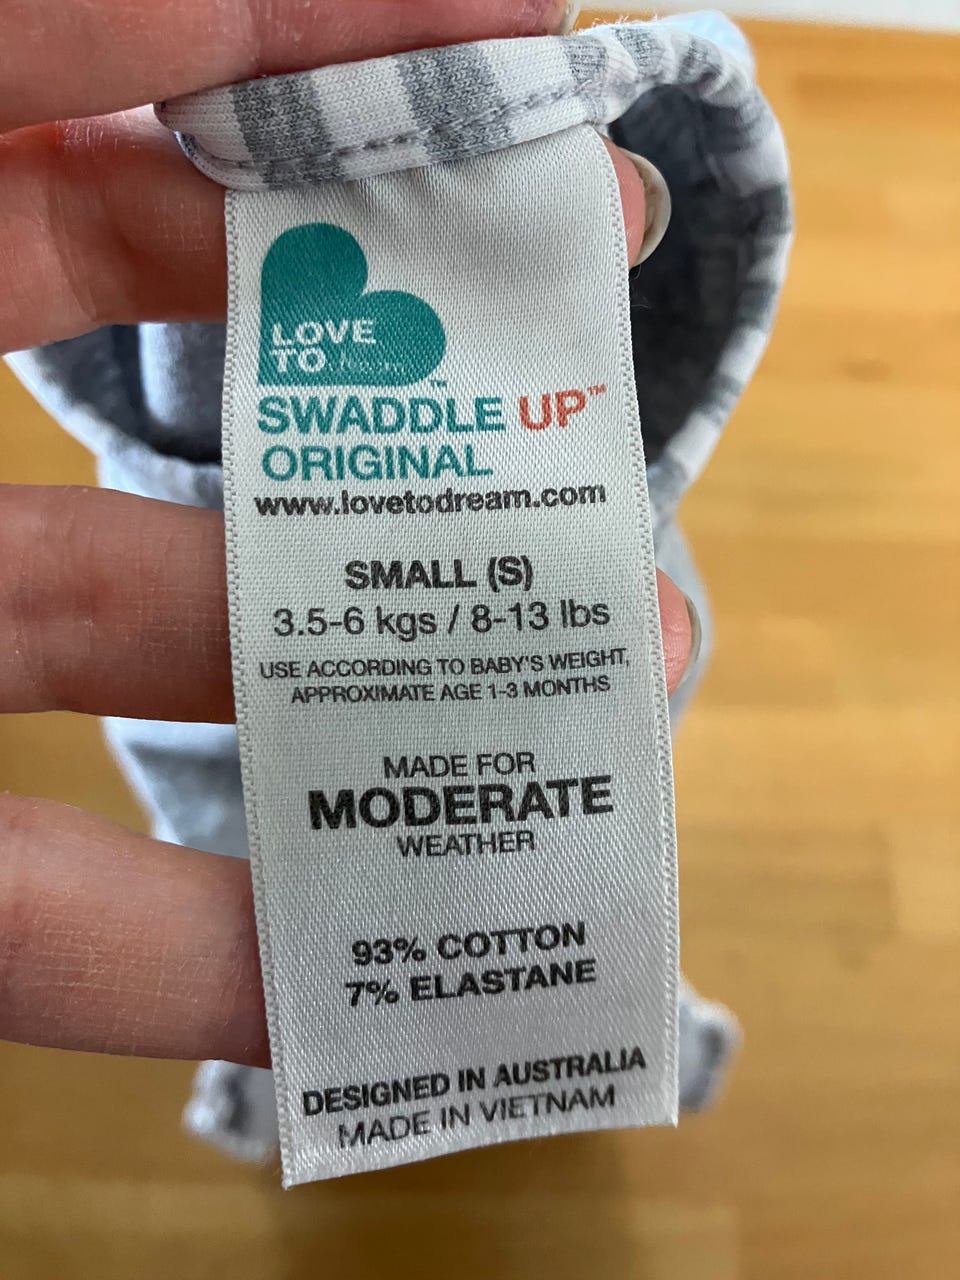 LOVE
TO dream™
SWADDLE UP™
ORIGINAL
www.lovetodream.com
SMALL (S)
3.5-6 kgs / 8-13 lbs
USE ACCORDING TO BABY'S WEIGHT,
APPROXIMATE AGE 1-3 MONTHS
MADE FOR
MODERATE
WEATHER
93% COTTON
7% ELASTANE
DESIGNED IN AUSTRALIA
MADE IN VIETNAM